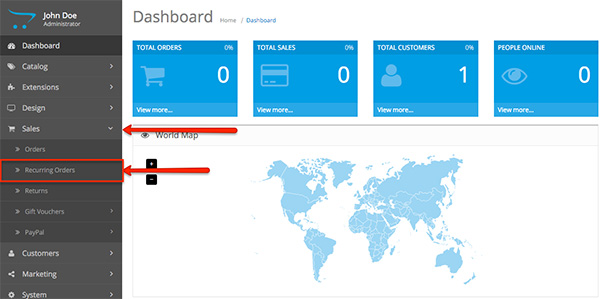 John Doe
Administrator
Dashboard
Catalog
Extensions
Design
Sales
Orders
Recurring Orders
Returns
Gift Vouchers
PayPal
Customers
Marketing
System
Dashboard
Home / Dashboard
TOTAL ORDERS 0%
0
View more...
TOTAL SALES 0%
0
View more...
TOTAL CUSTOMERS 0%
1
View more...
PEOPLE ONLINE
0
View more...
World Map
+
−